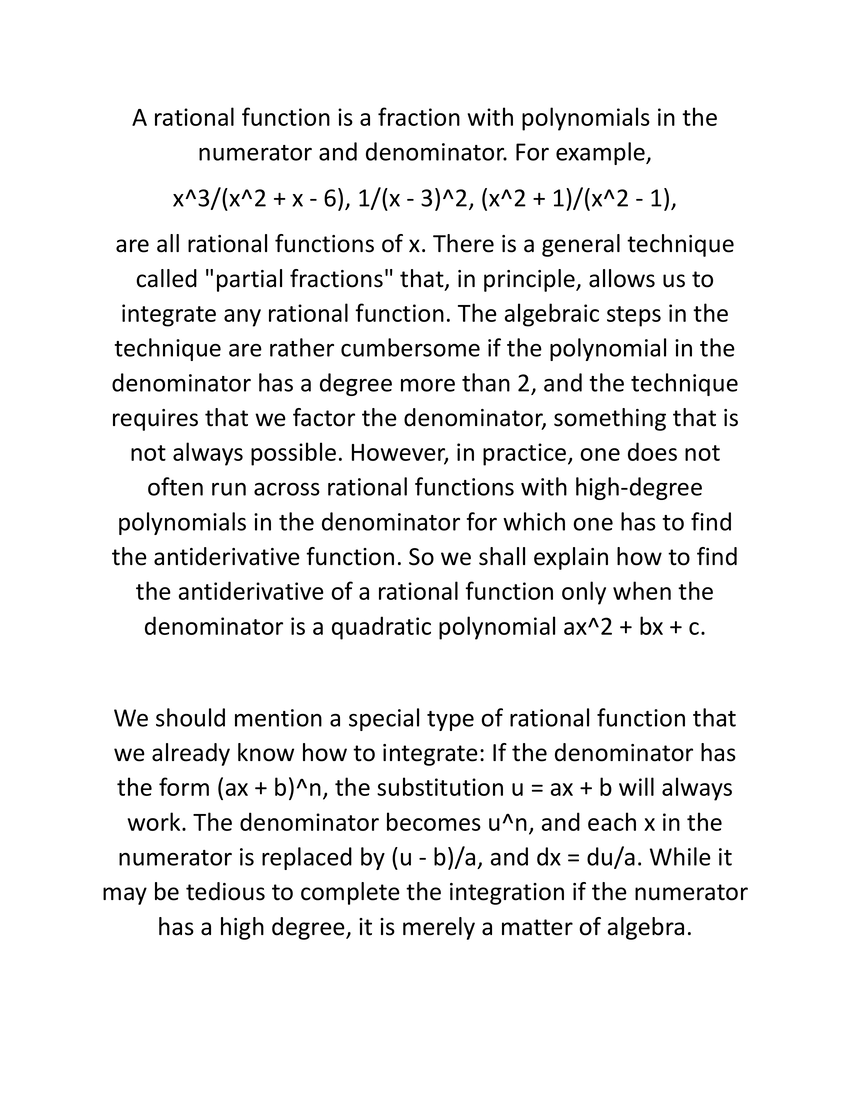 A rational function is a fraction with polynomials in the
numerator and denominator. For example,
x^3/(x^2 + x - 6), 1/(x - 3)^2, (x^2 + 1)/(x^2 - 1),
are all rational functions of x. There is a general technique
called "partial fractions" that, in principle, allows us to
integrate any rational function. The algebraic steps in the
technique are rather cumbersome if the polynomial in the
denominator has a degree more than 2, and the technique
requires that we factor the denominator, something that is
not always possible. However, in practice, one does not
often run across rational functions with high-degree
polynomials in the denominator for which one has to find
the antiderivative function. So we shall explain how to find
the antiderivative of a rational function only when the
denominator is a quadratic polynomial ax^2 + bx + c.
We should mention a special type of rational function that
we already know how to integrate: If the denominator has
the form (ax + b)^n, the substitution u = ax + b will always
work. The denominator becomes u^n, and each x in the
numerator is replaced by (u - b)/a, and dx = du/a. While it
may be tedious to complete the integration if the numerator
has a high degree, it is merely a matter of algebra.